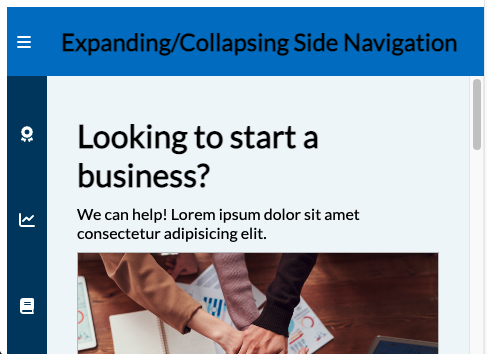 Expanding/Collapsing Side Navigation
Looking to start a
business?
We can help! Lorem ipsum dolor sit amet
consectetur adipisicing elit.